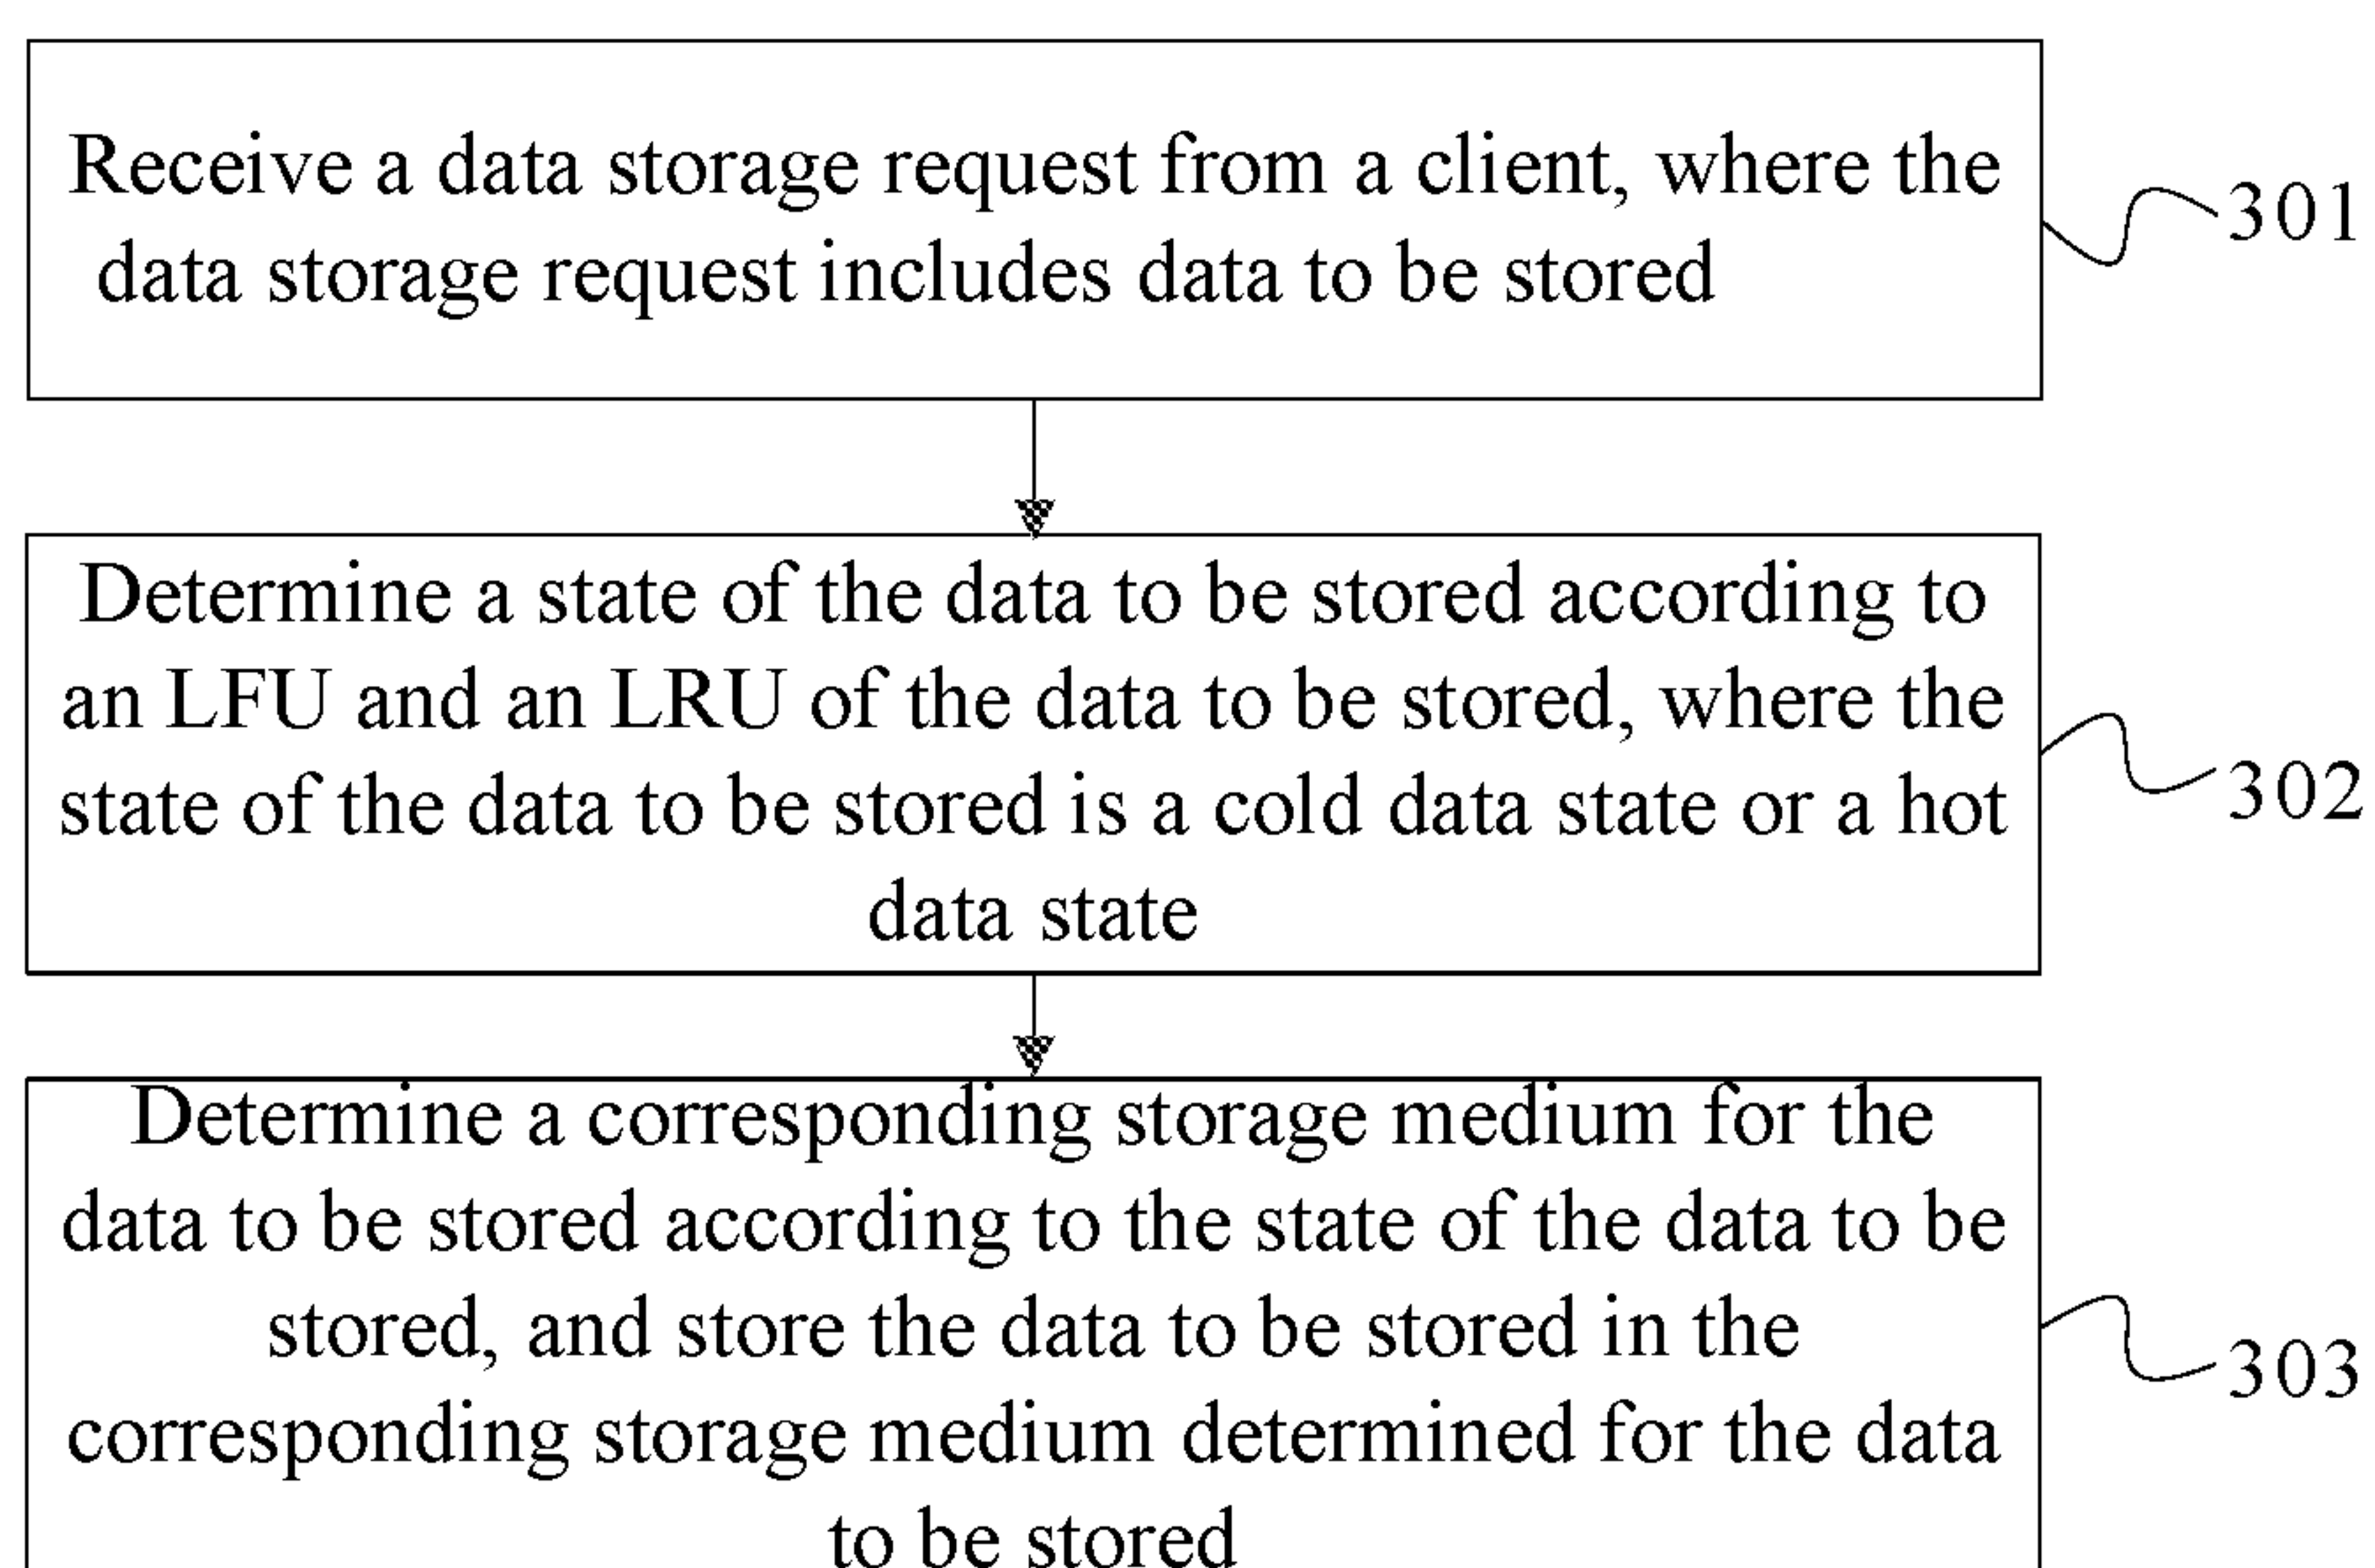 Receive a data storage request from a client, where the
data storage request includes data to be stored
301
Determine a state of the data to be stored according to
an LFU and an LRU of the data to be stored, where the
state of the data to be stored is a cold data state or a hot
data state
302
Determine a corresponding storage medium for the
data to be stored according to the state of the data to be
stored, and store the data to be stored in the
corresponding storage medium determined for the data
to be stored
303